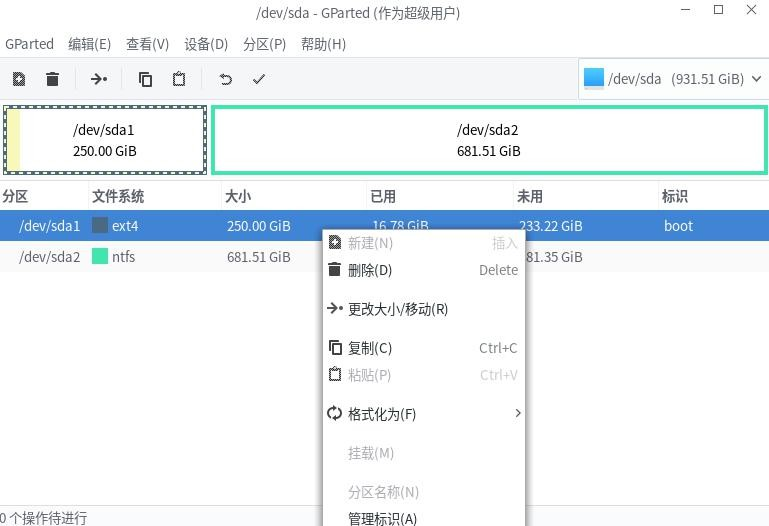 /dev/sda - GParted (作为超级用户)
GParted 编辑(E) 查看(V) 设备(D) 分区(P) 帮助(H)
/dev/sda (931.51 GiB)
/dev/sda1
250.00 GiB
/dev/sda2
681.51 GiB
分区 文件系统 大小 已用 未用 标识
/dev/sda1 ext4 250.00 GiB 16.78 GiB 233.22 GiB boot
/dev/sda2 ntfs 681.51 GiB 81.35 GiB
新建(N) 插入
删除(D) Delete
更改大小/移动(R)
复制(C) Ctrl+C
粘贴(P) Ctrl+V
格式化为(F)
挂载(M)
分区名称(N)
管理标识(A)
0 个操作待进行